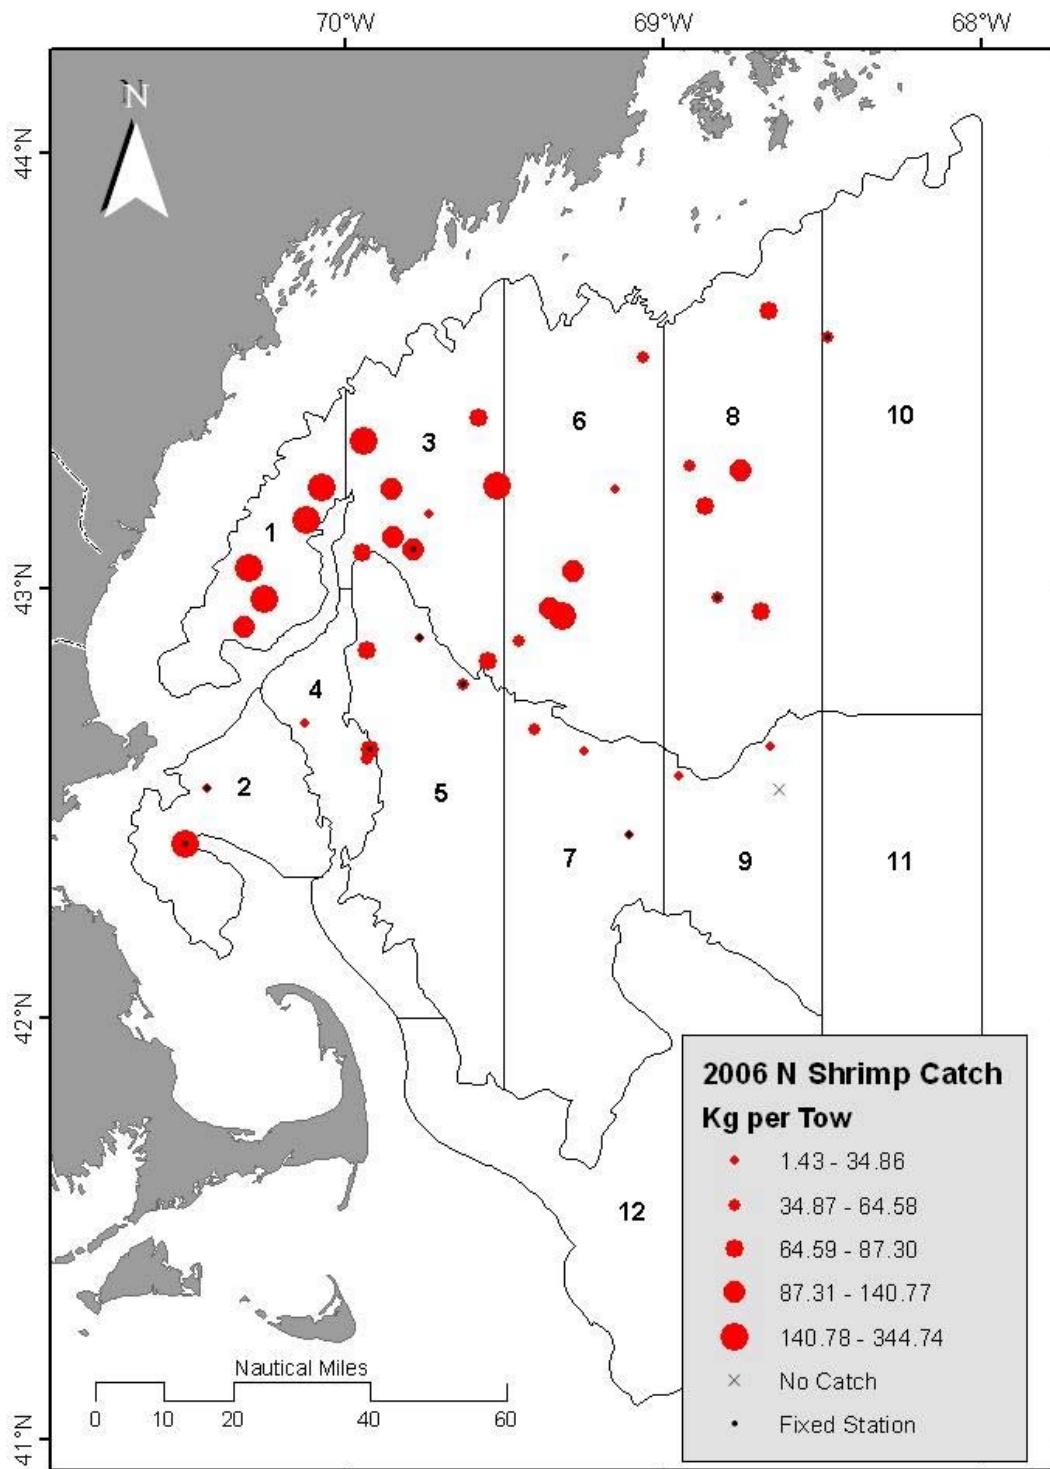 70°W 69°W 68°W
N
44°N
3
6
8
10
1
43°N
4
2
5
7
9
11
42°N
2006 N Shrimp Catch
Kg per Tow
1.43 - 34.86
34.87 - 64.58
64.59 - 87.30
87.31 - 140.77
140.78 - 344.74
No Catch
Fixed Station
12
Nautical Miles
0 10 20 40 60
41°N